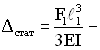 Δстат = F₁ℓ₁³/3EI −